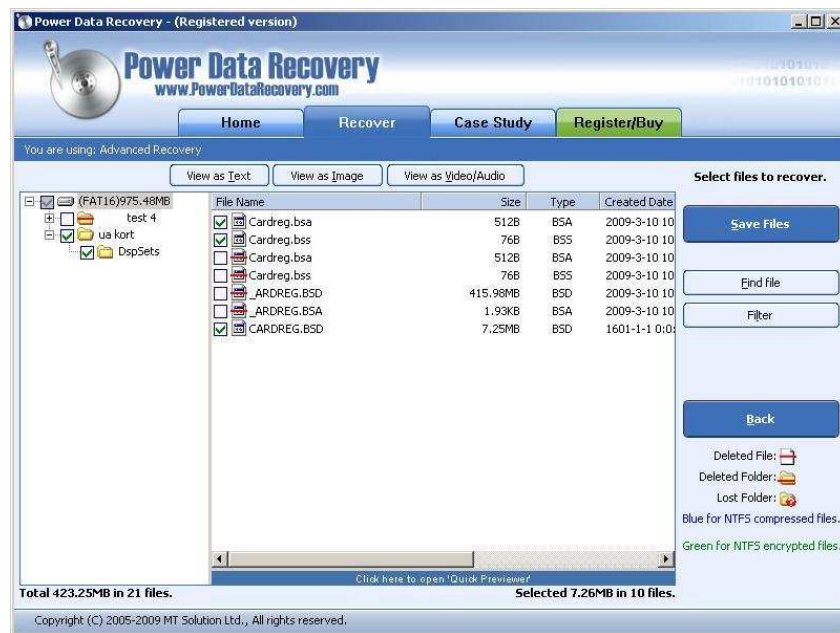 Power Data Recovery - (Registered version)
Power Data Recovery
www.PowerDataRecovery.com
Home Recover Case Study Register/Buy
You are using: Advanced Recovery
View as Text View as Image View as Video/Audio
Select files to recover.
(FAT16)975.48MB
test 4
ua kort
DspSets
File Name Size Type Created Date
Cardreg.bsa 512B BSA 2009-3-10 10
Cardreg.bss 76B BSS 2009-3-10 10
Cardreg.bsa 512B BSA 2009-3-10 10
Cardreg.bss 76B BSS 2009-3-10 10
_ARDREG.BSD 415.98MB BSD 2009-3-10 10
_ARDREG.BSA 1.93KB BSA 2009-3-10 10
CARDREG.BSD 7.25MB BSD 1601-1-1 0:0:
Save Files
Find file
Filter
Back
Deleted File:
Deleted Folder:
Lost Folder:
Blue for NTFS compressed files.
Green for NTFS encrypted files.
Click here to open 'Quick Previewer'
Total 423.25MB in 21 files.
Selected 7.26MB in 10 files.
Copyright (C) 2005-2009 MT Solution Ltd., All rights reserved.